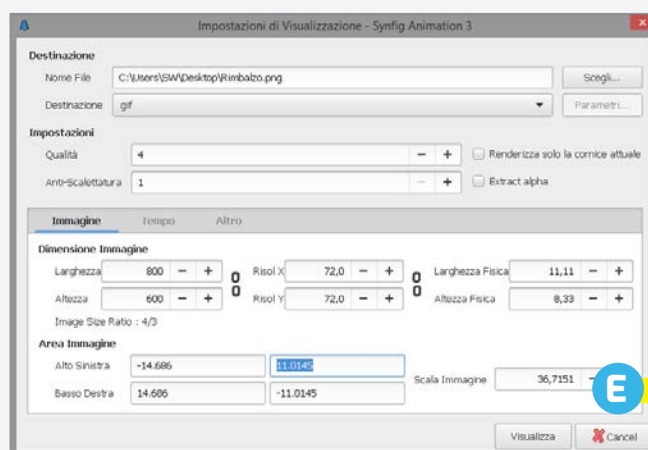 Impostazioni di Visualizzazione - Synfig Animation 3
Destinazione
Nome File C:\Users\SW\Desktop\Rimbalzo.png Scegli...
Destinazione gif Parametri...
Impostazioni
Qualità 4 − + Renderizza solo la cornice attuale
Anti-Scalettatura 1 − + Extract alpha
Immagine Tempo Altro
Dimensione Immagine
Larghezza 800 − + Risol X 72,0 − + Larghezza Fisica 11,11 − +
Altezza 600 − + Risol Y 72,0 − + Altezza Fisica 8,33 − +
Image Size Ratio : 4/3
Area Immagine
Alto Sinistra -14.686 11.0145
Scala Immagine 36,7151 −
Basso Destra 14.686 -11.0145
E
Visualizza Cancel